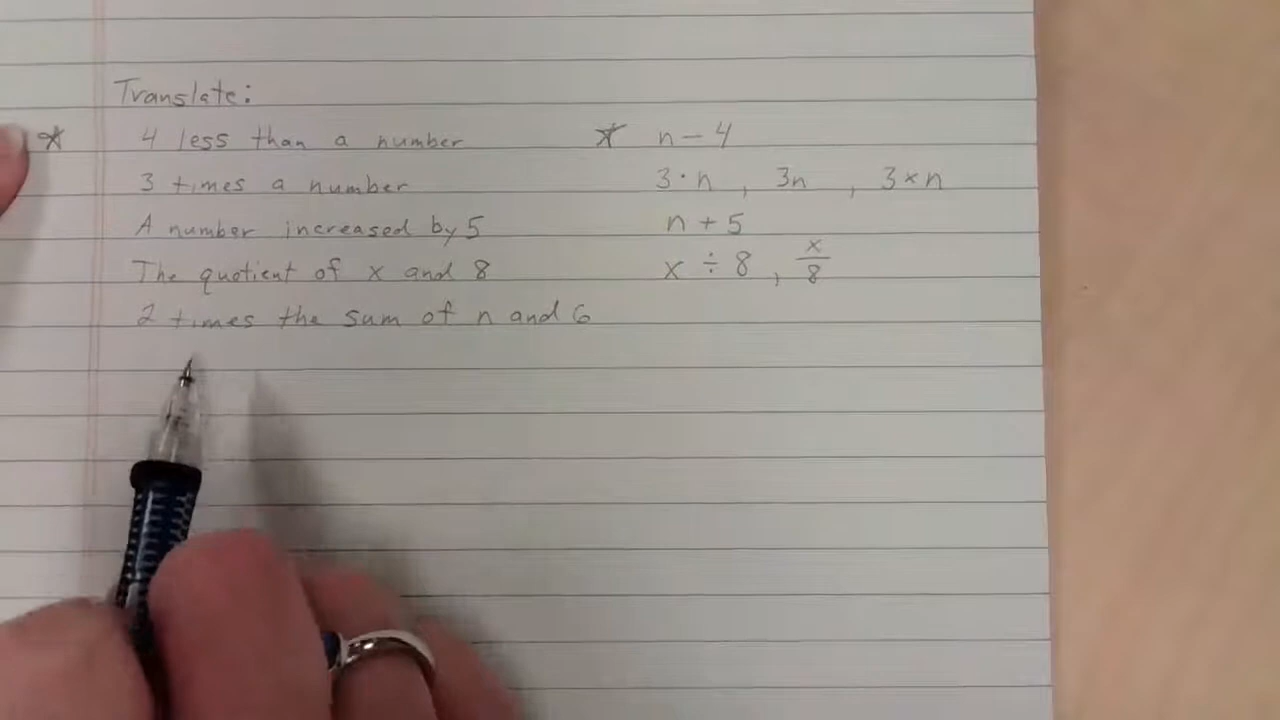 Translate:
* 4 less than a number * n - 4
3 times a number 3 · n , 3n , 3 × n
A number increased by 5 n + 5
The quotient of x and 8 x ÷ 8 , x/8
2 times the sum of n and 6